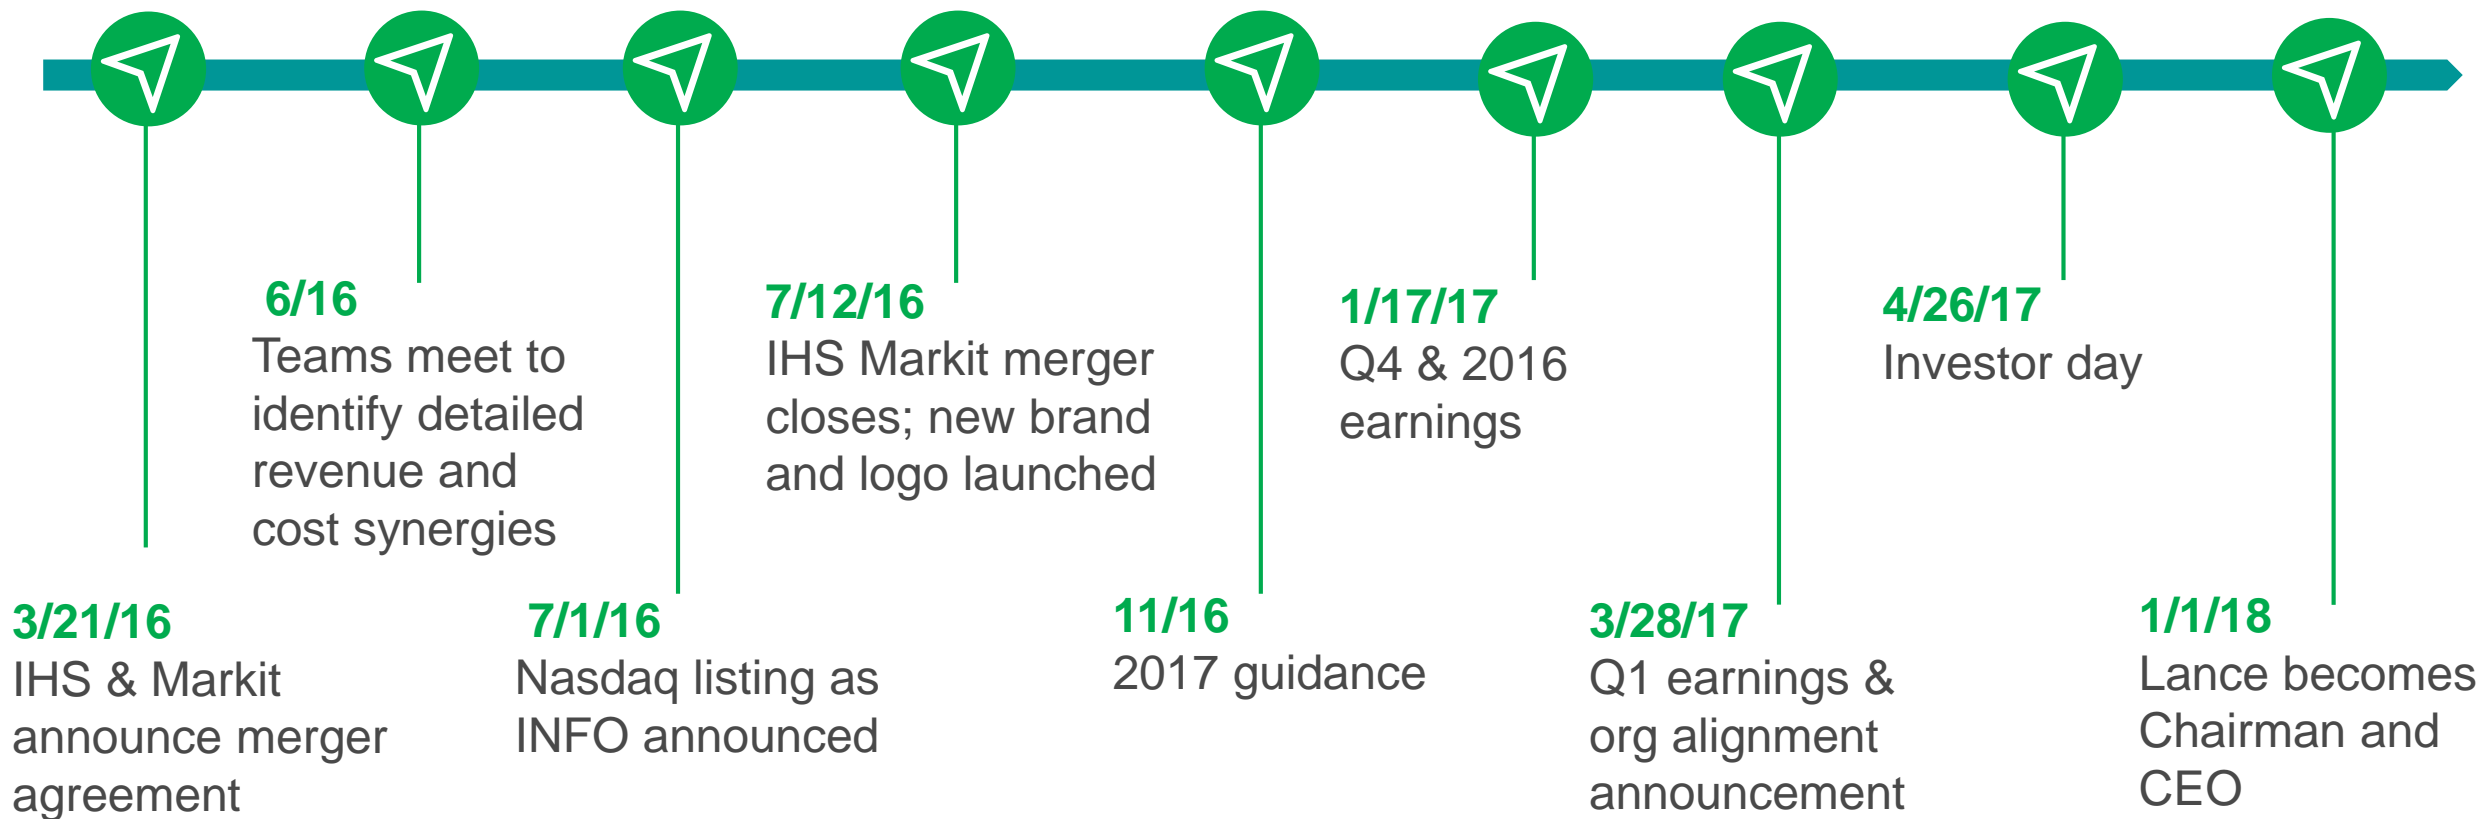 3/21/16
IHS & Markit
announce merger
agreement
6/16
Teams meet to
identify detailed
revenue and
cost synergies
7/1/16
Nasdaq listing as
INFO announced
7/12/16
IHS Markit merger
closes; new brand
and logo launched
11/16
2017 guidance
1/17/17
Q4 & 2016
earnings
3/28/17
Q1 earnings &
org alignment
announcement
4/26/17
Investor day
1/1/18
Lance becomes
Chairman and
CEO